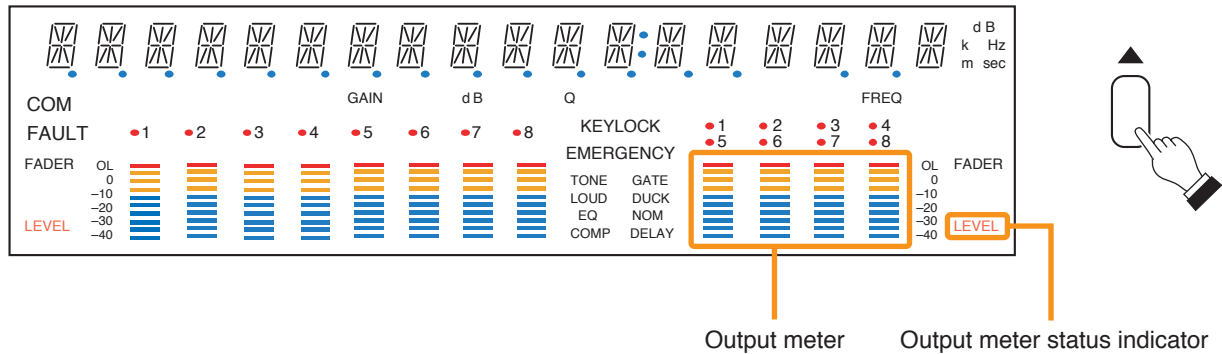 d B
k Hz
m sec
COM GAIN d B Q FREQ
FAULT 1 2 3 4 5 6 7 8 KEYLOCK 1 2 3 4
EMERGENCY 5 6 7 8
FADER OL OL FADER
0 TONE GATE 0
–10 LOUD DUCK –10
–20 –20
–30 EQ NOM –30
LEVEL –40 COMP DELAY –40 LEVEL
Output meter Output meter status indicator